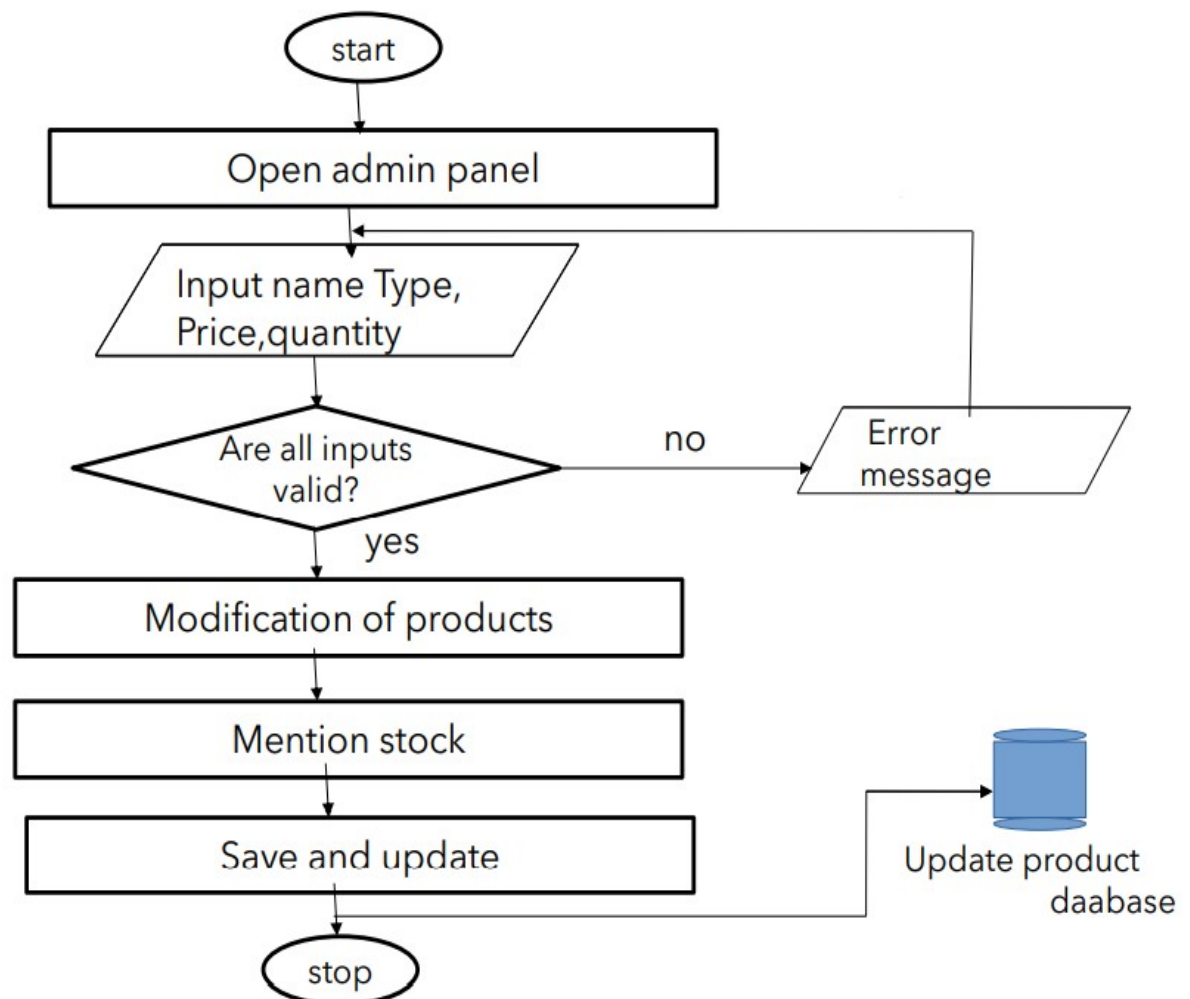 start
Open admin panel
Input name Type,
Price,quantity
Are all inputs
valid?
no
Error
message
yes
Modification of products
Mention stock
Save and update
Update product
daabase
stop